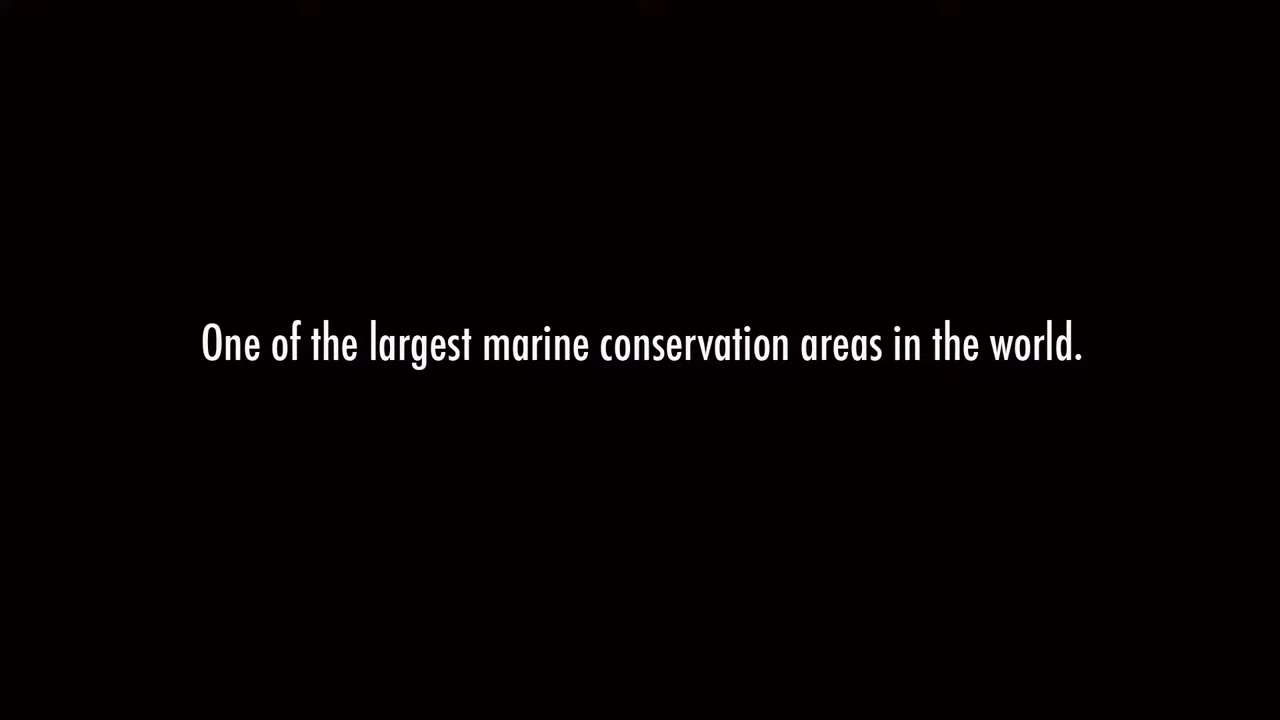 One of the largest marine conservation areas in the world.